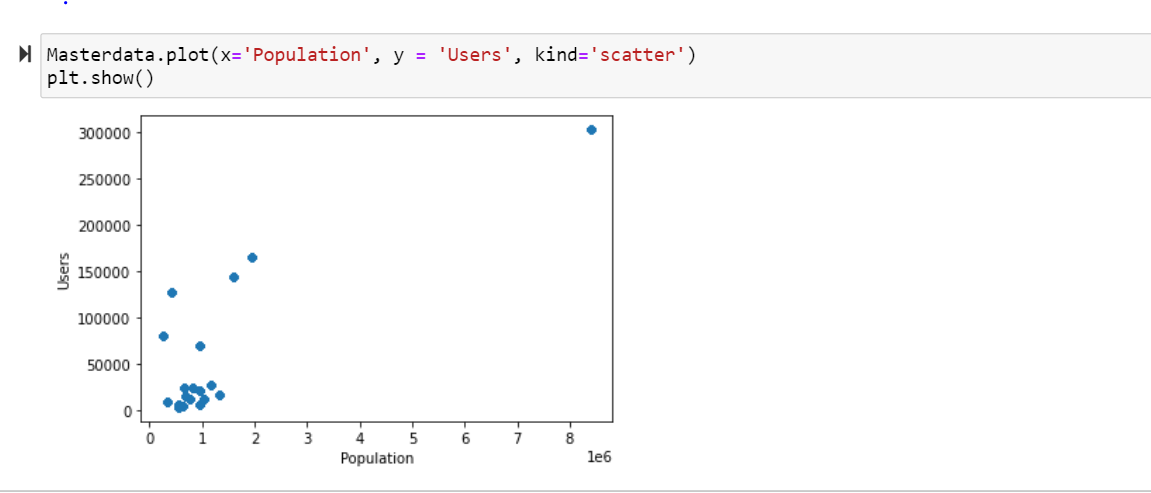 Masterdata.plot(x='Population', y = 'Users', kind='scatter')
plt.show()
300000
250000
200000
150000
100000
50000
0
Users
0 1 2 3 4 5 6 7 8
1e6
Population